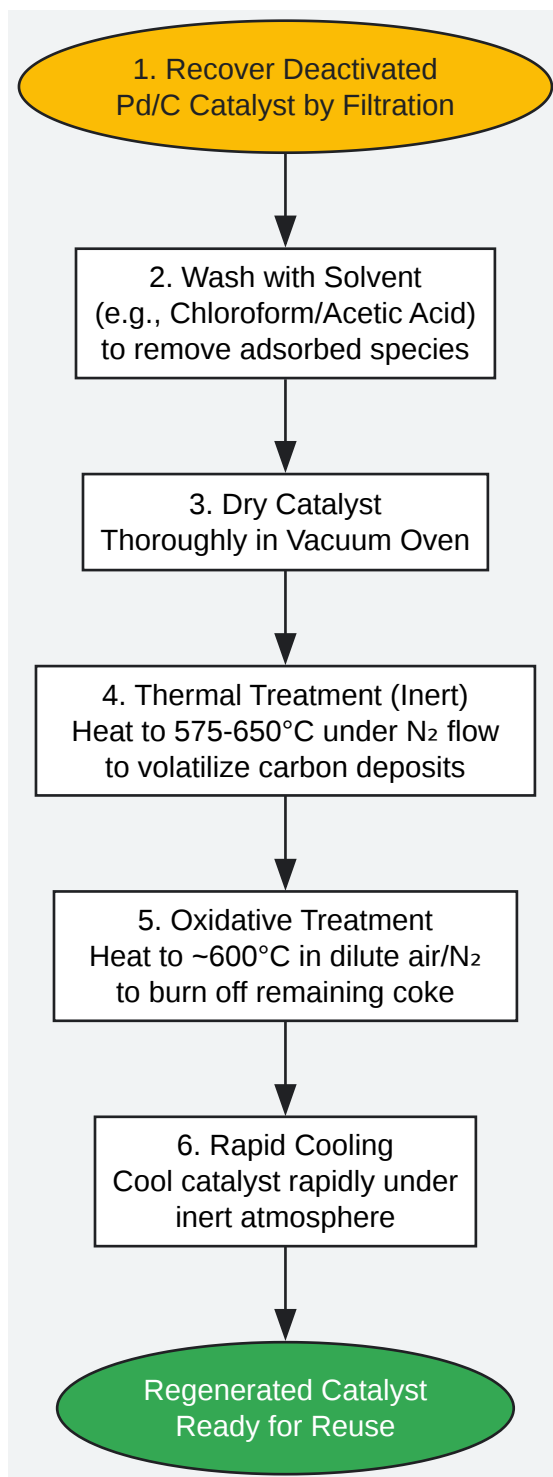 1. Recover Deactivated
Pd/C Catalyst by Filtration
2. Wash with Solvent
(e.g., Chloroform/Acetic Acid)
to remove adsorbed species
3. Dry Catalyst
Thoroughly in Vacuum Oven
4. Thermal Treatment (Inert)
Heat to 575-650°C under N₂ flow
to volatilize carbon deposits
5. Oxidative Treatment
Heat to ~600°C in dilute air/N₂
to burn off remaining coke
6. Rapid Cooling
Cool catalyst rapidly under
inert atmosphere
Regenerated Catalyst
Ready for Reuse